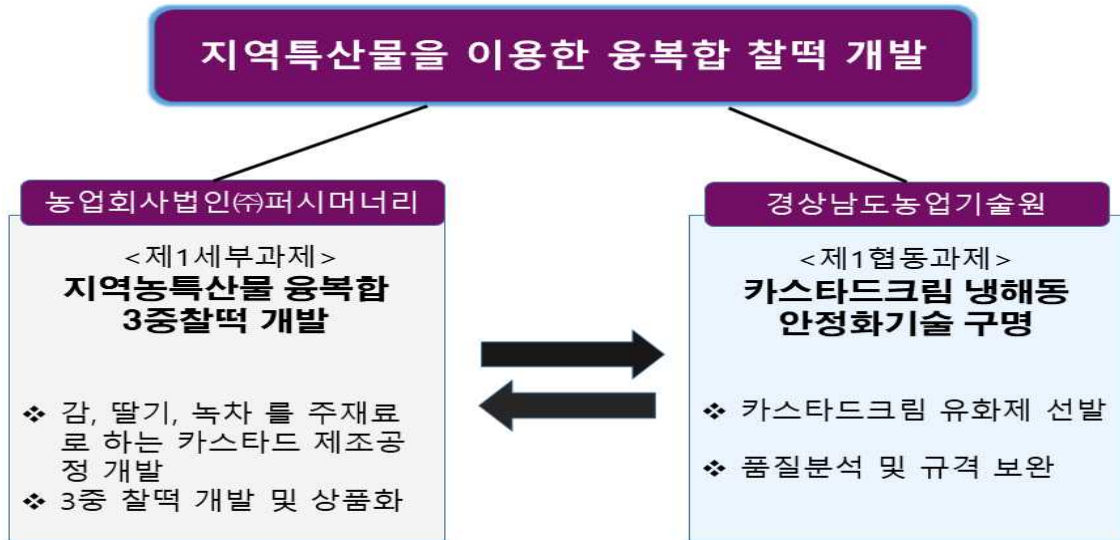 지역특산물을 이용한 융복합 찰떡 개발
농업회사법인㈜퍼시머너리
<제1세부과제>
지역농특산물 융복합
3중찰떡 개발
❖ 감, 딸기, 녹차 를 주재료
로 하는 카스타드 제조공
정 개발
❖ 3중 찰떡 개발 및 상품화
경상남도농업기술원
<제1협동과제>
카스타드크림 냉해동
안정화기술 구명
❖ 카스타드크림 유화제 선발
❖ 품질분석 및 규격 보완